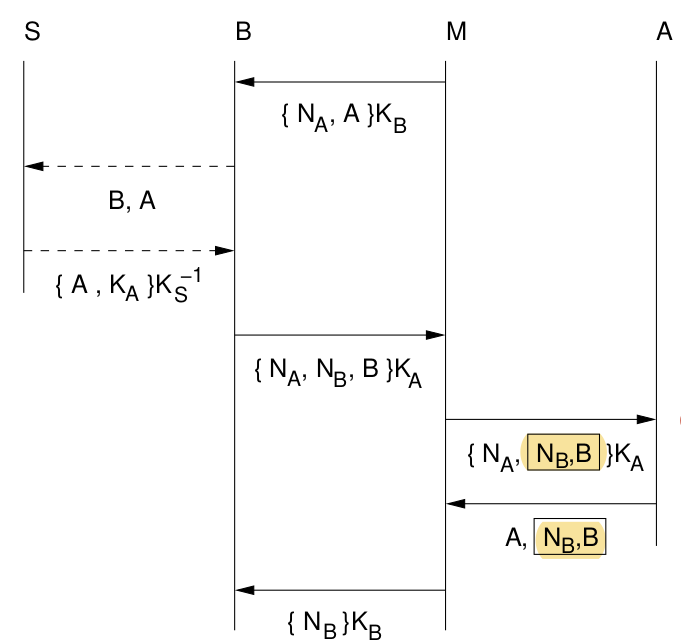 S B M A
{ N_A, A }K_B
B, A
{ A , K_A }K_S^−1
{ N_A, N_B, B }K_A
{ N_A, N_B,B }K_A
A, N_B,B
{ N_B }K_B